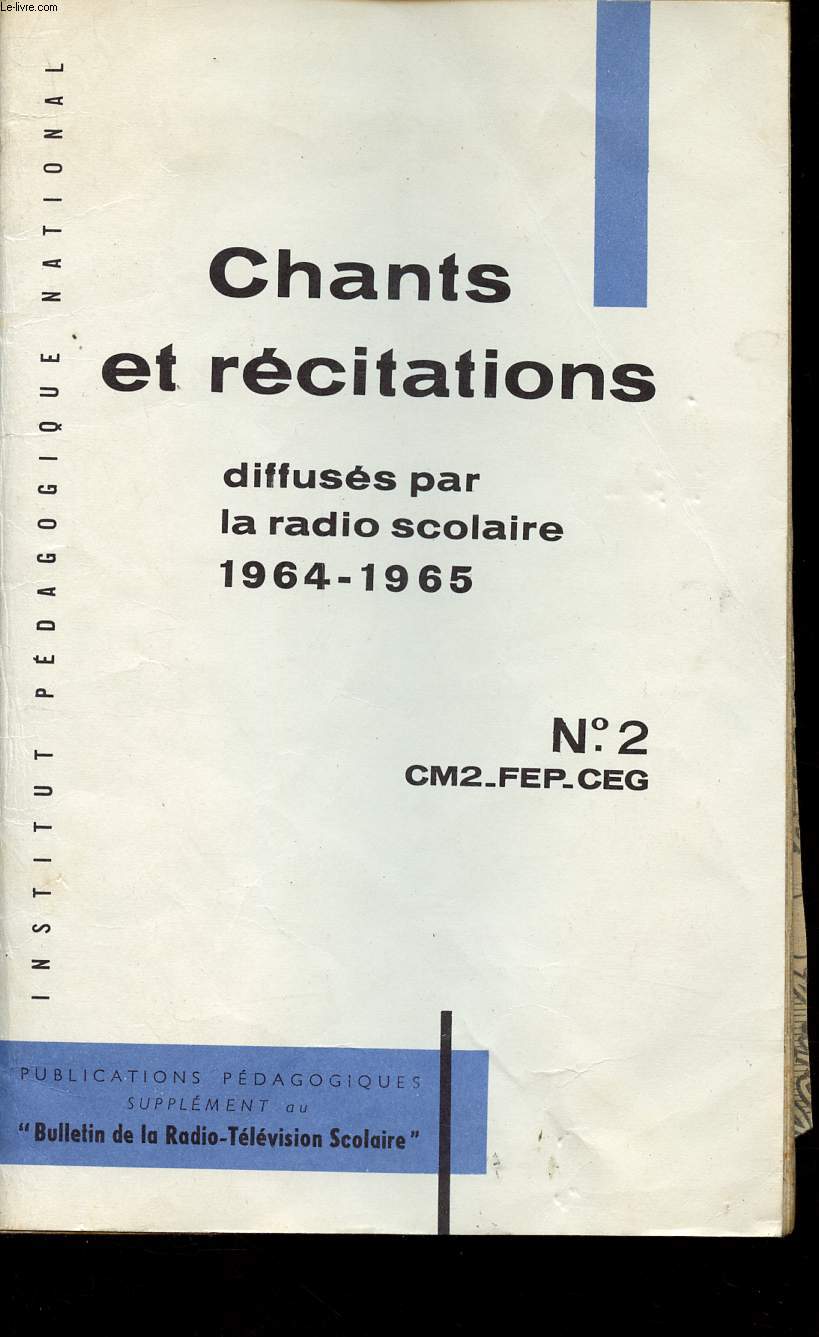 Le-livre.com
INSTITUT PÉDAGOGIQUE NATIONAL
Chants
et récitations
diffusés par
la radio scolaire
1964-1965
Nº. 2
CM2_FEP_CEG
PUBLICATIONS PÉDAGOGIQUES
SUPPLÉMENT au
"Bulletin de la Radio-Télévision Scolaire"